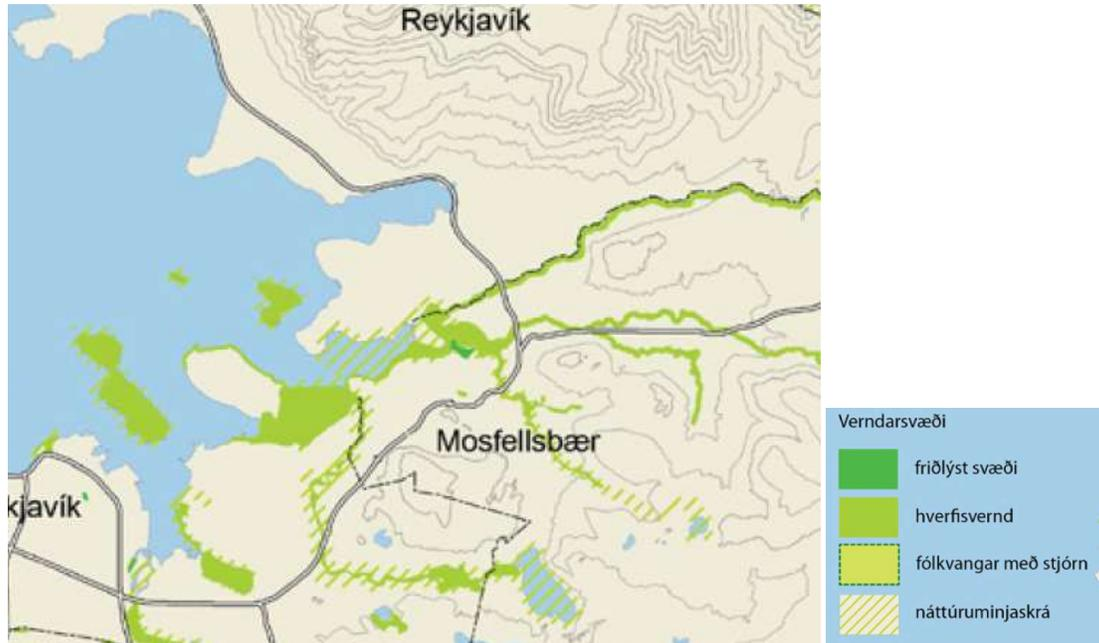 Reykjavík
Mosfellsbær
kjavík
Verndarsvæði
friðlýst svæði
hverfisvernd
fólkvangar með stjórn
náttúruminjaskrá